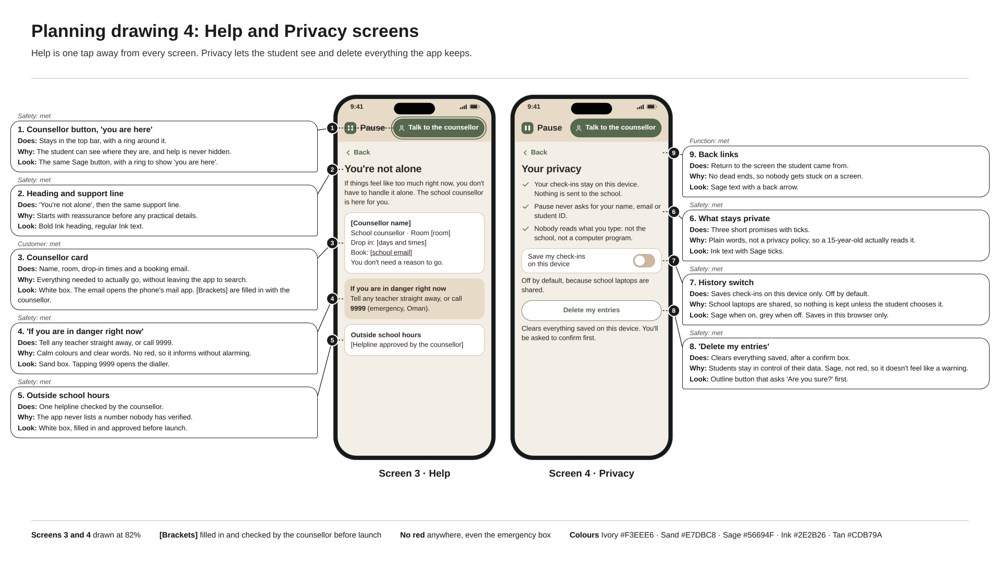 Planning drawing 4: Help and Privacy screens
Help is one tap away from every screen. Privacy lets the student see and delete everything the app keeps.
Safety: met
1. Counsellor button, 'you are here'
Does: Stays in the top bar, with a ring around it.
Why: The student can see where they are, and help is never hidden.
Look: The same Sage button, with a ring to show 'you are here'.
Safety: met
2. Heading and support line
Does: 'You're not alone', then the same support line.
Why: Starts with reassurance before any practical details.
Look: Bold Ink heading, regular Ink text.
Customer: met
3. Counsellor card
Does: Name, room, drop-in times and a booking email.
Why: Everything needed to actually go, without leaving the app to search.
Look: White box. The email opens the phone's mail app. [Brackets] are filled in with the
counsellor.
Safety: met
4. 'If you are in danger right now'
Does: Tell any teacher straight away, or call 9999.
Why: Calm colours and clear words. No red, so it informs without alarming.
Look: Sand box. Tapping 9999 opens the dialler.
Safety: met
5. Outside school hours
Does: One helpline checked by the counsellor.
Why: The app never lists a number nobody has verified.
Look: White box, filled in and approved before launch.
1
2
3
4
5
9:41
Pause
Talk to the counsellor
Back
You're not alone
If things feel like too much right now, you don't
have to handle it alone. The school counsellor
is here for you.
[Counsellor name]
School counsellor · Room [room]
Drop in: [days and times]
Book: [school email]
You don't need a reason to go.
If you are in danger right now
Tell any teacher straight away, or call
9999 (emergency, Oman).
Outside school hours
[Helpline approved by the counsellor]
Screen 3 · Help
9:41
Pause
Talk to the counsellor
Back
Your privacy
Your check-ins stay on this device.
Nothing is sent to the school.
Pause never asks for your name, email or
student ID.
Nobody reads what you type: not the
school, not a computer program.
Save my check-ins
on this device
Off by default, because school laptops are
shared.
Delete my entries
Clears everything saved on this device. You'll
be asked to confirm first.
Screen 4 · Privacy
9
6
7
8
Function: met
9. Back links
Does: Return to the screen the student came from.
Why: No dead ends, so nobody gets stuck on a screen.
Look: Sage text with a back arrow.
Safety: met
6. What stays private
Does: Three short promises with ticks.
Why: Plain words, not a privacy policy, so a 15-year-old actually reads it.
Look: Ink text with Sage ticks.
Safety: met
7. History switch
Does: Saves check-ins on this device only. Off by default.
Why: School laptops are shared, so nothing is kept unless the student chooses it.
Look: Sage when on, grey when off. Saves in this browser only.
Safety: met
8. 'Delete my entries'
Does: Clears everything saved, after a confirm box.
Why: Students stay in control of their data. Sage, not red, so it doesn't feel like a warning.
Look: Outline button that asks 'Are you sure?' first.
Screens 3 and 4 drawn at 82%
[Brackets] filled in and checked by the counsellor before launch
No red anywhere, even the emergency box
Colours Ivory #F3EEE6 · Sand #E7DBC8 · Sage #56694F · Ink #2E2B26 · Tan #CDB79A